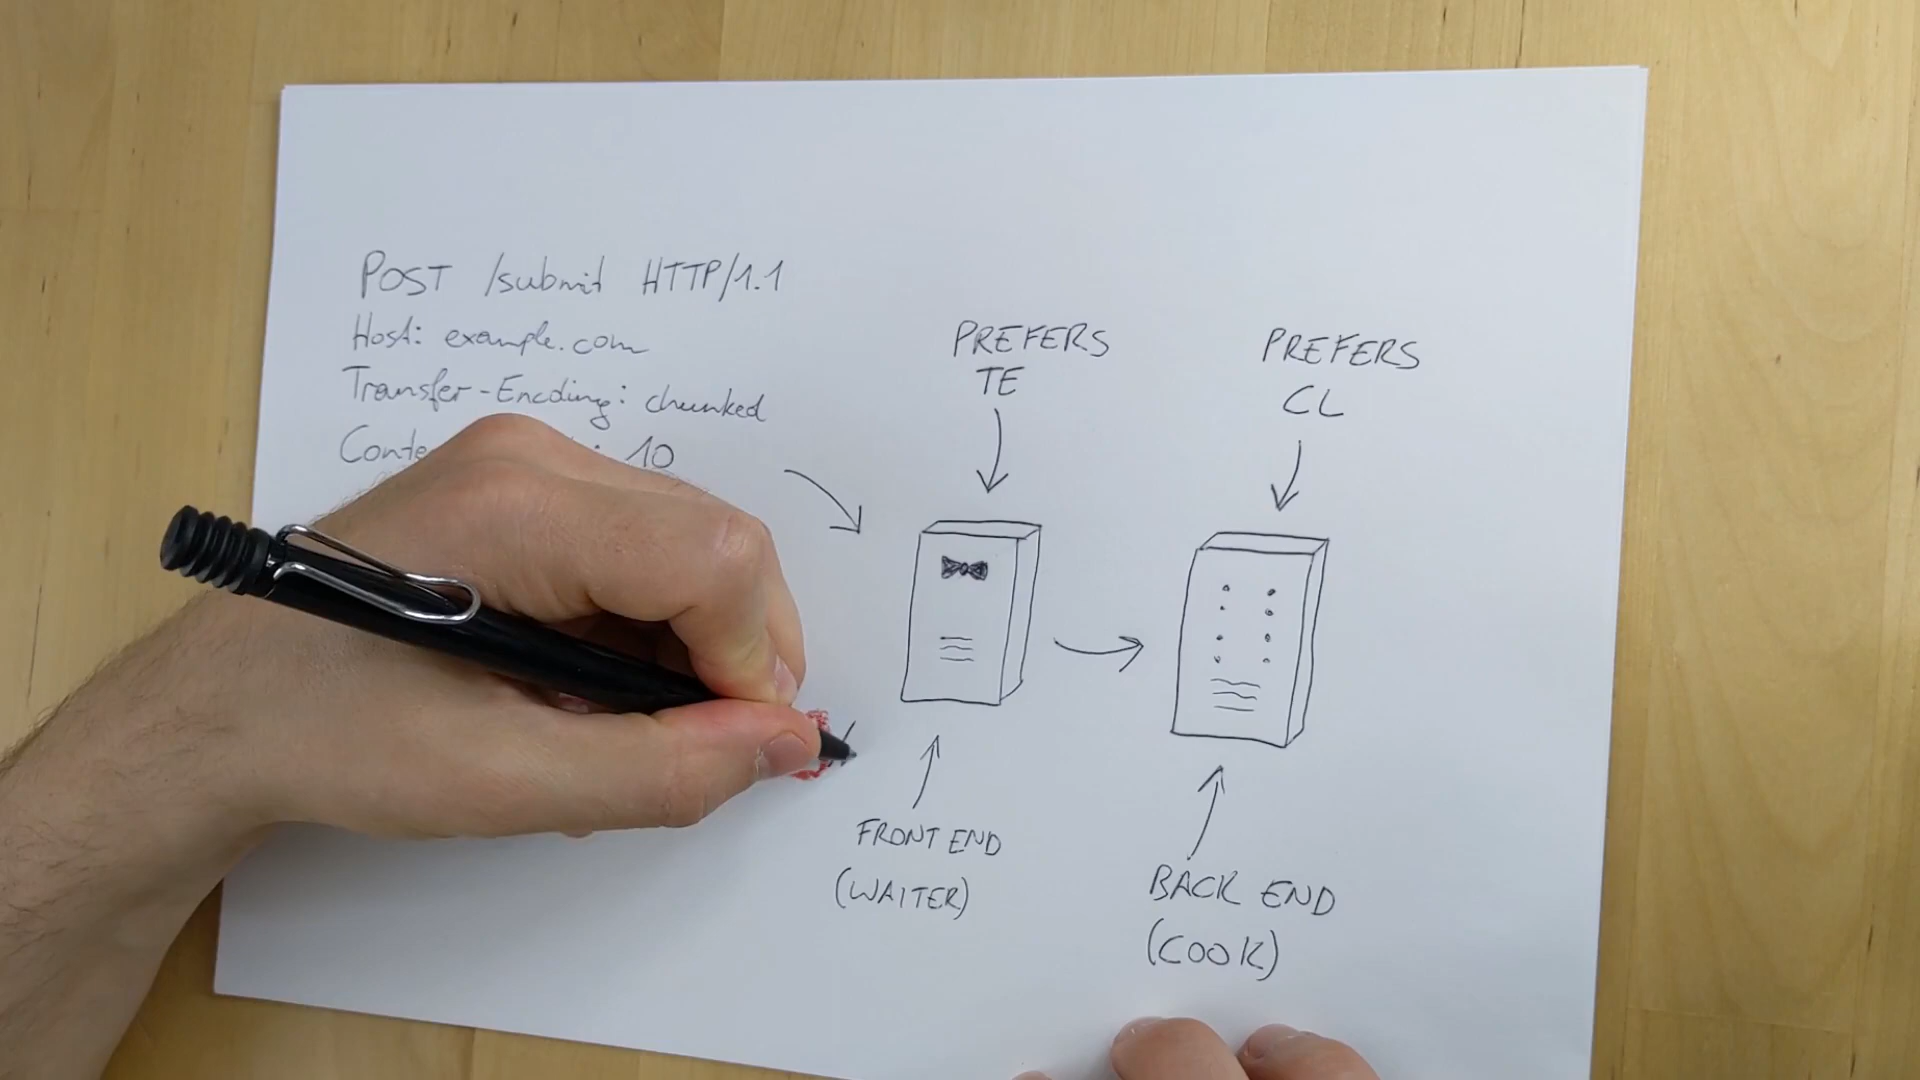 POST /submit HTTP/1.1
Host: example.com
Transfer-Encoding: chunked
Conte : 10
PREFERS
TE
PREFERS
CL
FRONT END
(WAITER)
BACK END
(COOK)